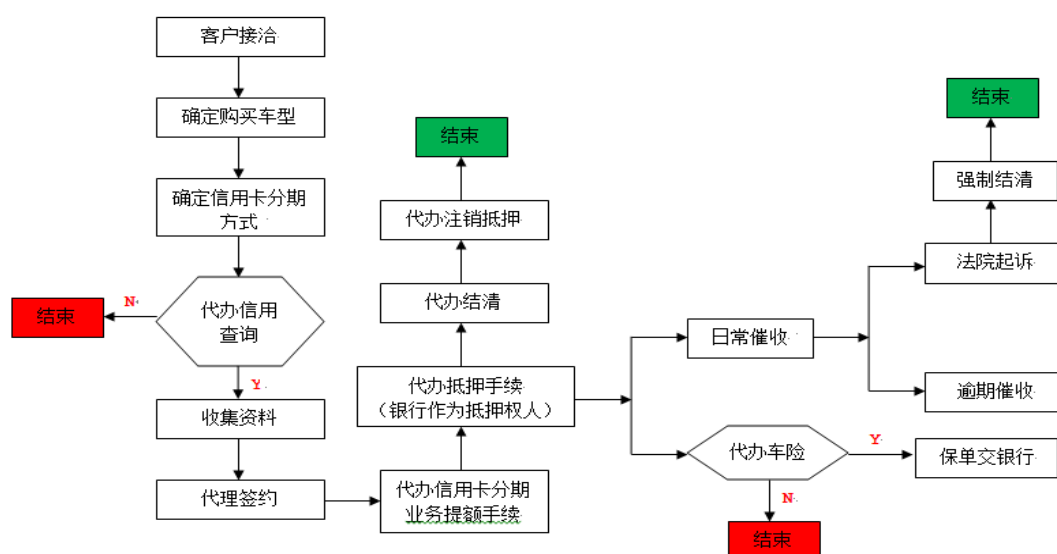 客户接洽
确定购买车型
确定信用卡分期
方式
代办信用
查询
N
结束
Y
收集资料
代理签约
代办信用卡分期
业务提额手续
代办抵押手续
（银行作为抵押权人）
代办结清
代办注销抵押
结束
日常催收
法院起诉
强制结清
结束
逾期催收
代办车险
Y
保单交银行
N
结束